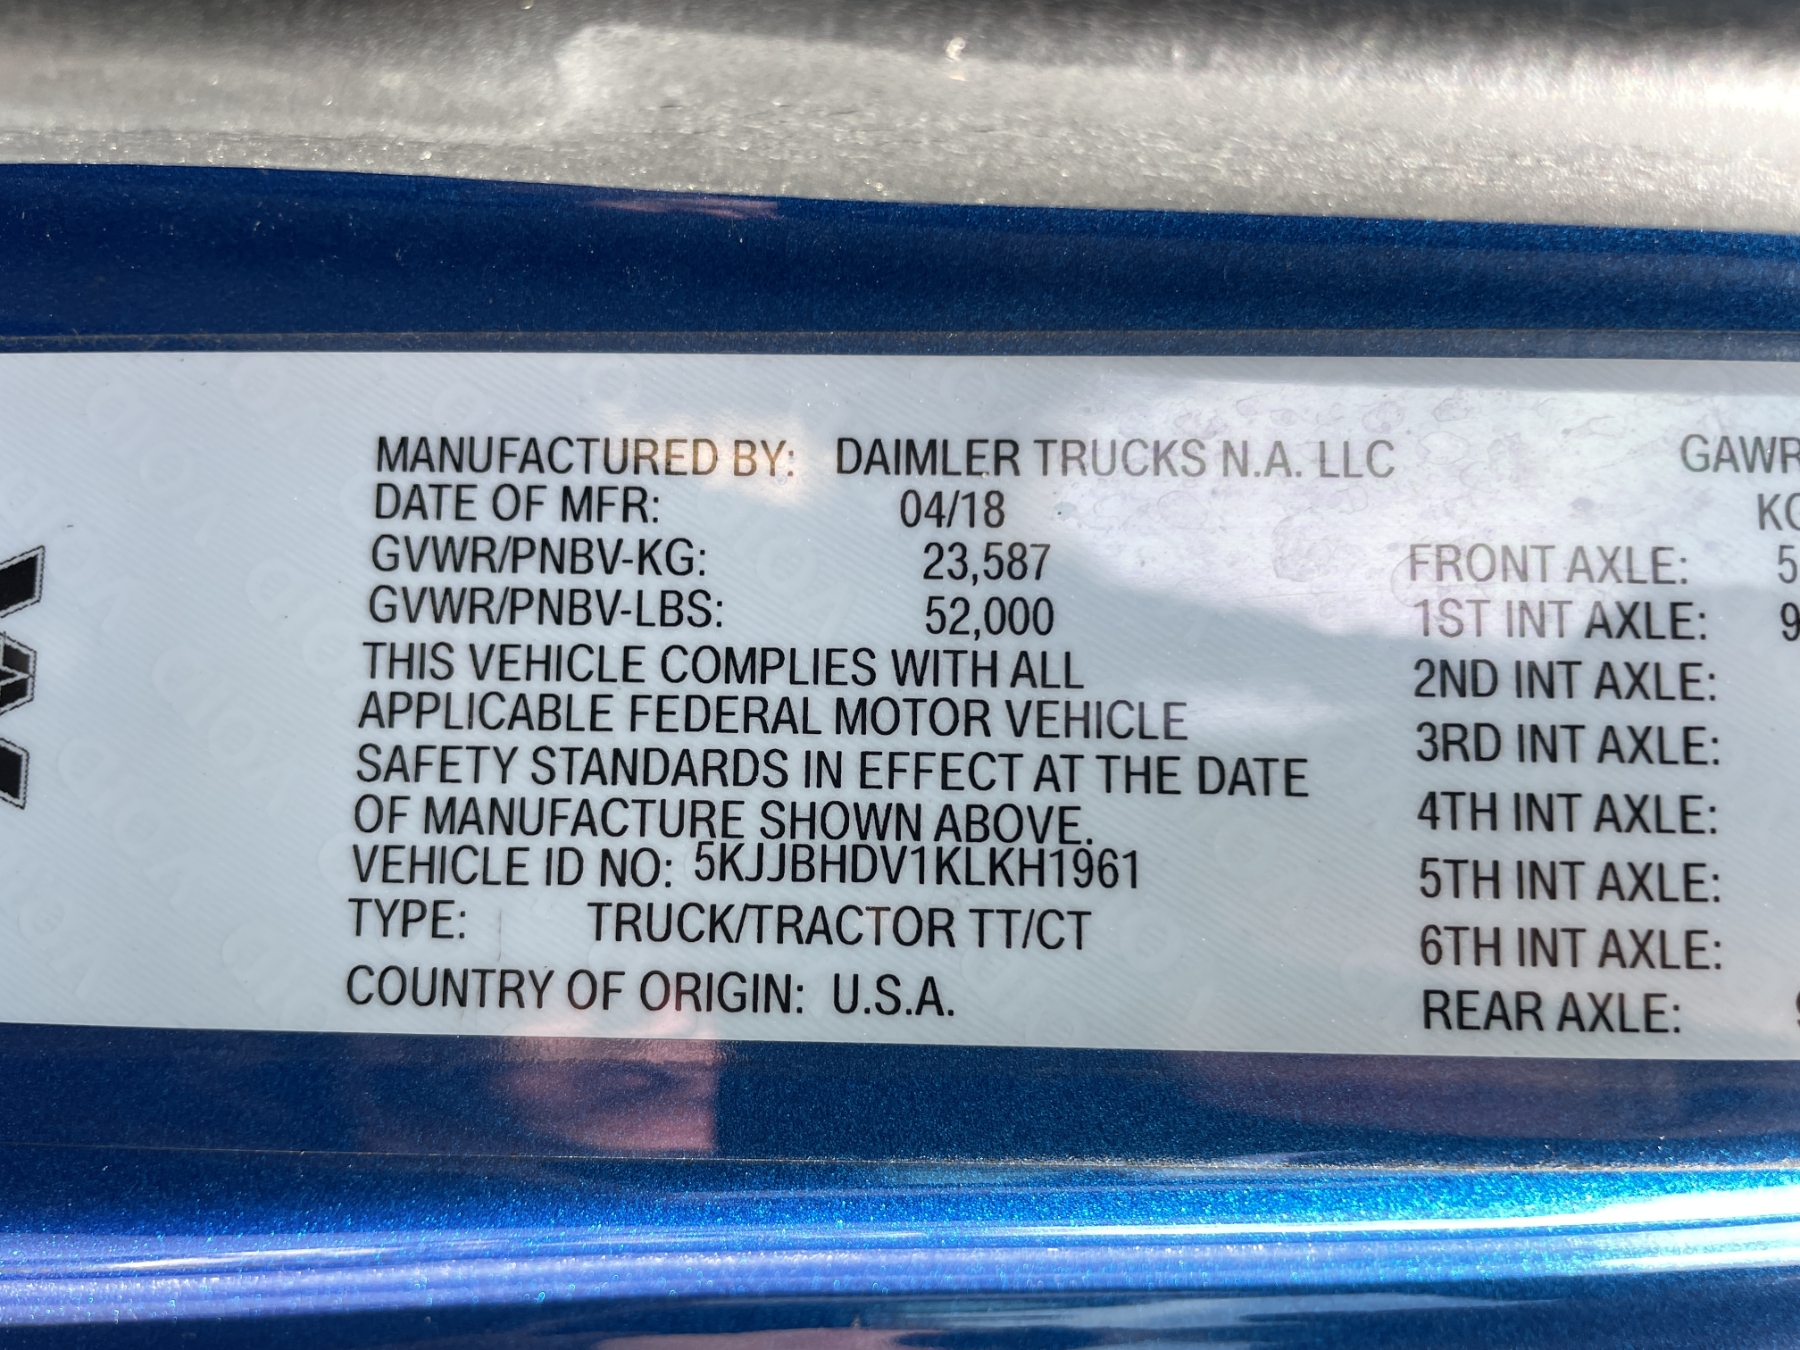 MANUFACTURED BY: DAIMLER TRUCKS N.A. LLC
DATE OF MFR: 04/18
GVWR/PNBV-KG: 23,587
GVWR/PNBV-LBS: 52,000
THIS VEHICLE COMPLIES WITH ALL
APPLICABLE FEDERAL MOTOR VEHICLE
SAFETY STANDARDS IN EFFECT AT THE DATE
OF MANUFACTURE SHOWN ABOVE.
VEHICLE ID NO: 5KJJBHDV1KLKH1961
TYPE: TRUCK/TRACTOR TT/CT
COUNTRY OF ORIGIN: U.S.A.
GAWR
FRONT AXLE: 5
1ST INT AXLE: 9
2ND INT AXLE:
3RD INT AXLE:
4TH INT AXLE:
5TH INT AXLE:
6TH INT AXLE:
REAR AXLE: